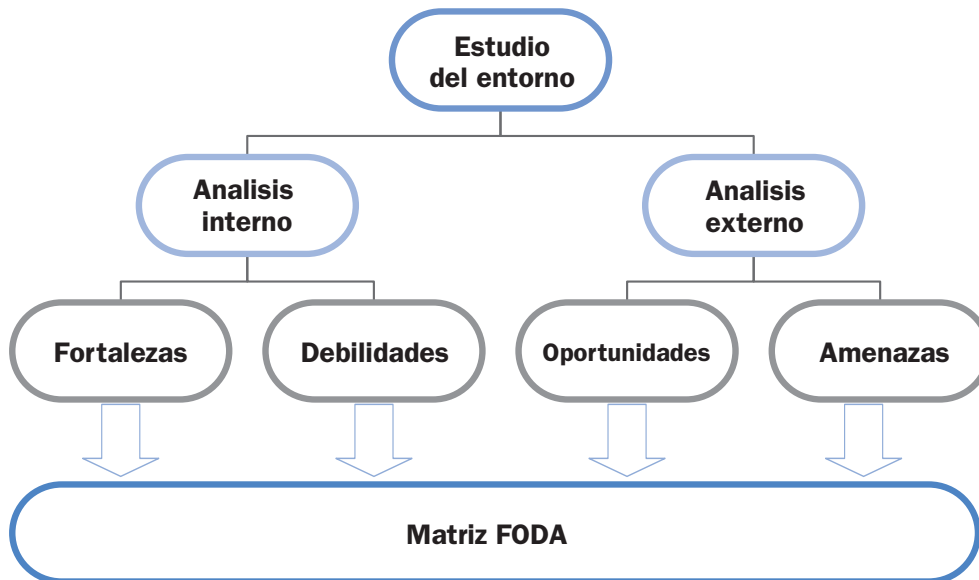 Estudio
del entorno
Analisis
interno
Analisis
externo
Fortalezas
Debilidades
Oportunidades
Amenazas
Matriz FODA